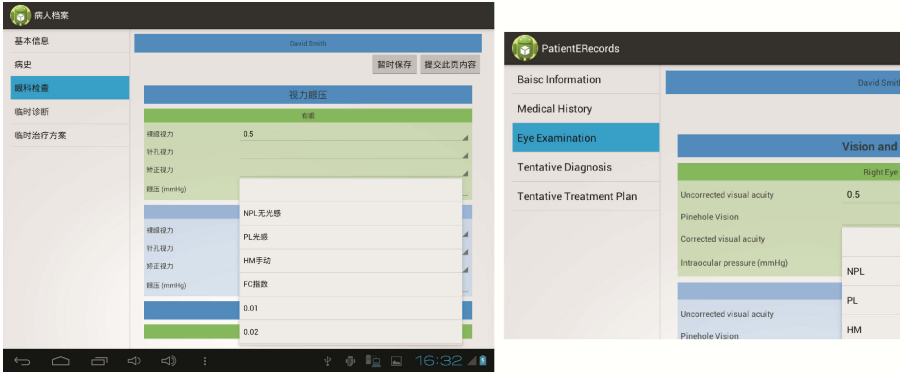 病人档案
基本信息
病史
眼科检查
临时诊断
临时治疗方案
David Smith
暂时保存 提交此页内容
视力眼压
右眼
裸眼视力 0.5
针孔视力
矫正视力
眼压 (mmHg)
裸眼视力
针孔视力
矫正视力
眼压 (mmHg)
NPL无光感
PL光感
HM手动
FC指数
0.01
0.02
16:32
PatientERecords
Baisc Information
Medical History
Eye Examination
Tentative Diagnosis
Tentative Treatment Plan
David Smit
Vision and
Right Eye
Uncorrected visual acuity 0.5
Pinehole Vision
Corrected visual acuity
Intraocular pressure (mmHg)
Uncorrected visual acuity
Pinehole Vision
NPL
PL
HM